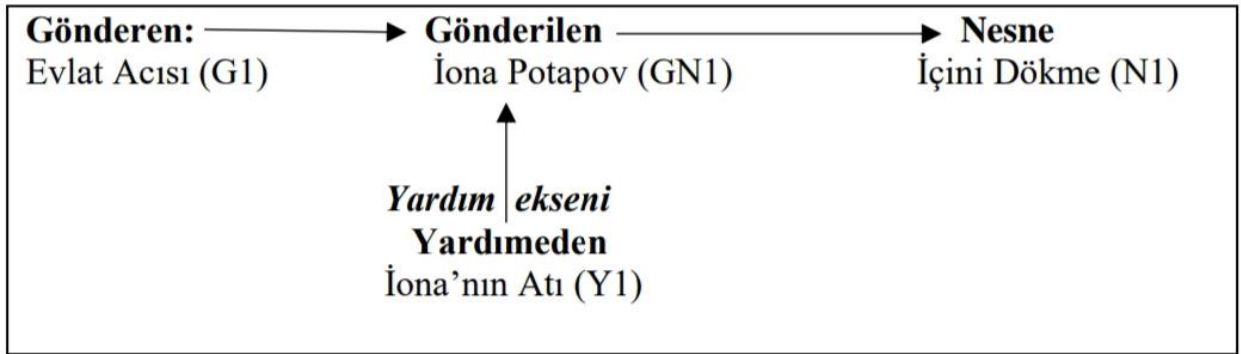 Gönderen: Gönderilen Nesne
Evlat Acısı (G1) İona Potapov (GN1) İçini Dökme (N1)
Yardım ekseni
Yardımeden
İona’nın Atı (Y1)